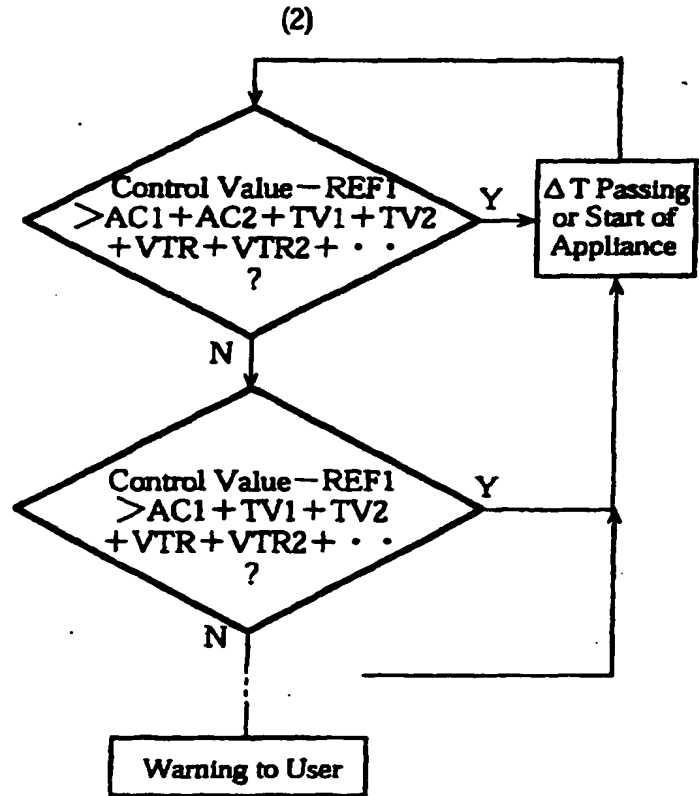 (2)
Control Value－REF1
>AC1+AC2+TV1+TV2
+VTR+VTR2+・・
?
Y
ΔT Passing
or Start of
Appliance
N
Control Value－REF1
>AC1+TV1+TV2
+VTR+VTR2+・・
?
Y
N
Warning to User